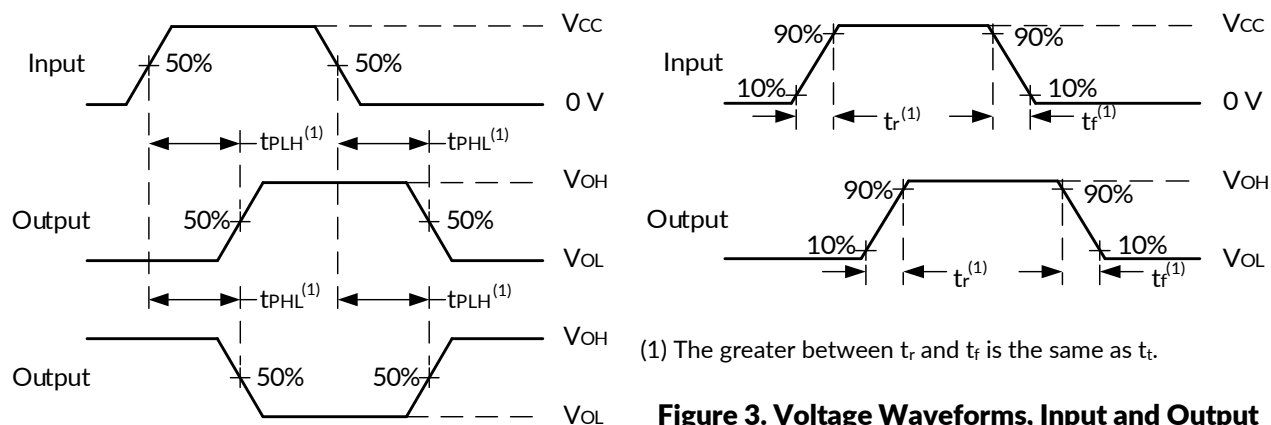 VCC
Input
50%
50%
0 V
tPLH(1)
tPHL(1)
VOH
Output
50%
50%
VOL
tPHL(1)
tPLH(1)
VOH
Output
50%
50%
VOL
VCC
90%
90%
Input
10%
10%
0 V
tr(1)
tf(1)
VOH
90%
90%
Output
10%
10%
VOL
tr(1)
tf(1)
(1) The greater between tr and tf is the same as tt.
Figure 3. Voltage Waveforms, Input and Output